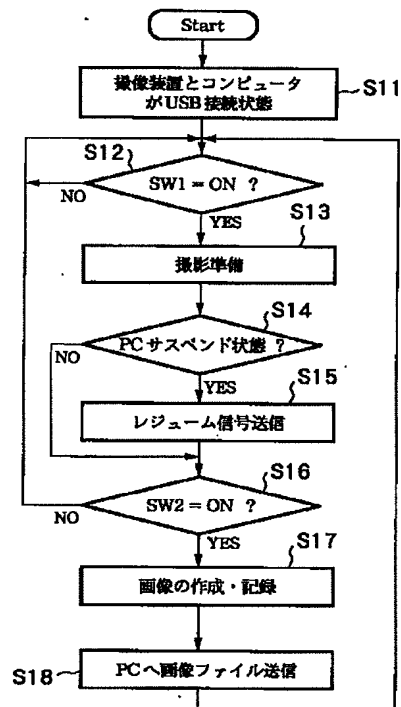 Start
撮像装置とコンピュータ
がUSB接続状態
S11
S12
SW1 = ON ?
NO
YES
S13
撮影準備
S14
PCサスペンド状態 ?
NO
YES
S15
レジューム信号送信
S16
SW2 = ON ?
NO
YES
S17
画像の作成・記録
PCへ画像ファイル送信
S18